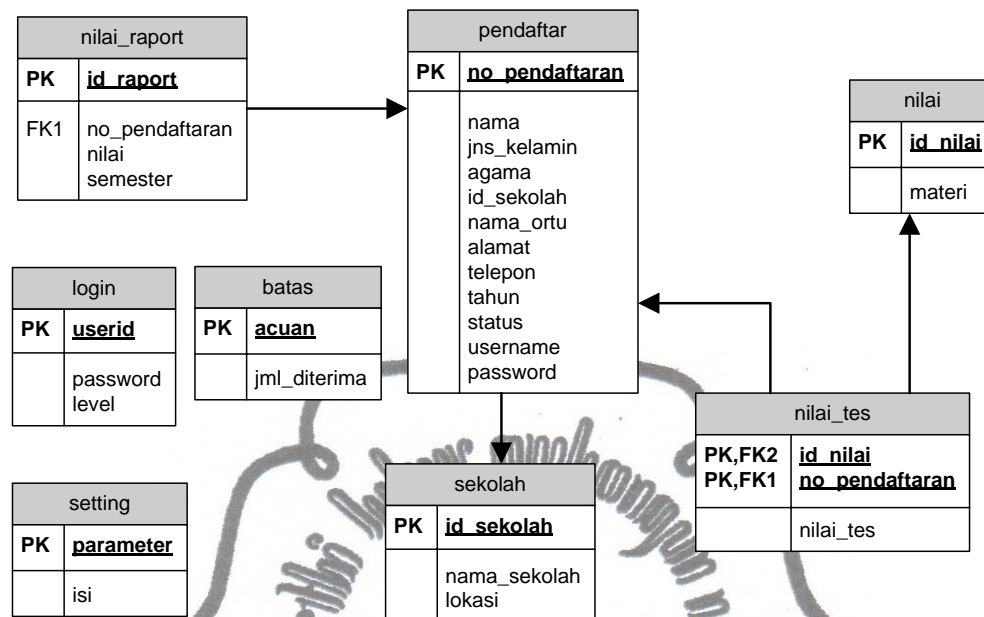 nilai_raport
PK id_raport
FK1 no_pendaftaran
nilai
semester
pendaftar
PK no_pendaftaran
nama
jns_kelamin
agama
id_sekolah
nama_ortu
alamat
telepon
tahun
status
username
password
nilai
PK id_nilai
materi
login
PK userid
password
level
batas
PK acuan
jml_diterima
nilai_tes
PK,FK2 id_nilai
PK,FK1 no_pendaftaran
nilai_tes
setting
PK parameter
isi
sekolah
PK id_sekolah
nama_sekolah
lokasi